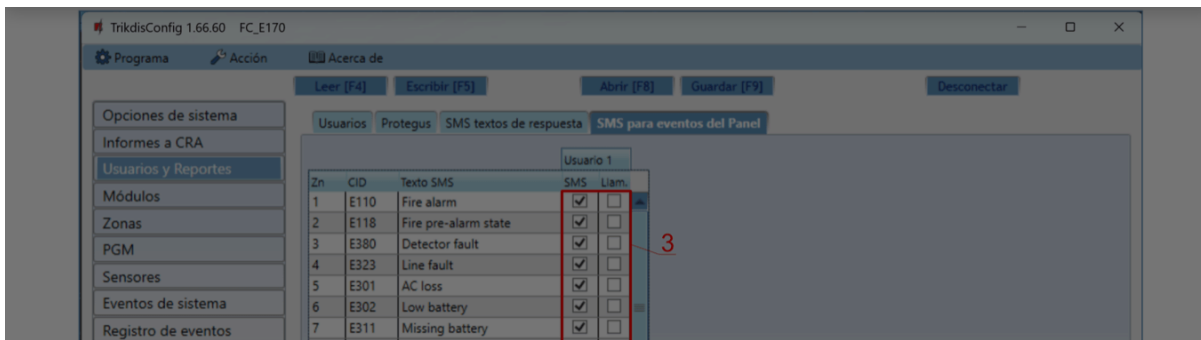 TrikdisConfig 1.66.60 FC_E170
Programa Acción Acerca de
Leer [F4] Escribir [F5] Abrir [F8] Guardar [F9] Desconectar
Opciones de sistema
Informes a CRA
Usuarios y Reportes
Módulos
Zonas
PGM
Sensores
Eventos de sistema
Registro de eventos
Usuarios Protegus SMS textos de respuesta SMS para eventos del Panel
Usuario 1
Zn CID Texto SMS SMS Llam.
1 E110 Fire alarm
2 E118 Fire pre-alarm state
3 E380 Detector fault
4 E323 Line fault
5 E301 AC loss
6 E302 Low battery
7 E311 Missing battery
3